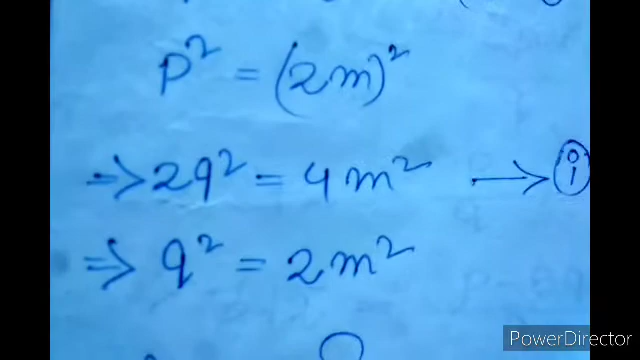 p² = (2m)²
⇒ 2q² = 4m² → i
⇒ q² = 2m²
PowerDirector